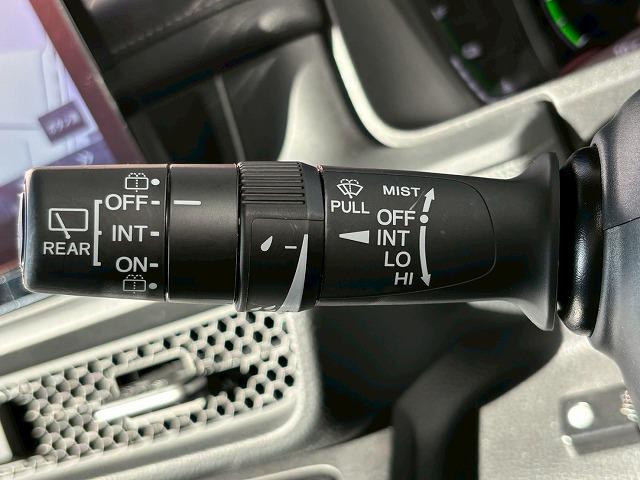 OFF
INT
ON
REAR
PULL
MIST
OFF
INT
LO
HI